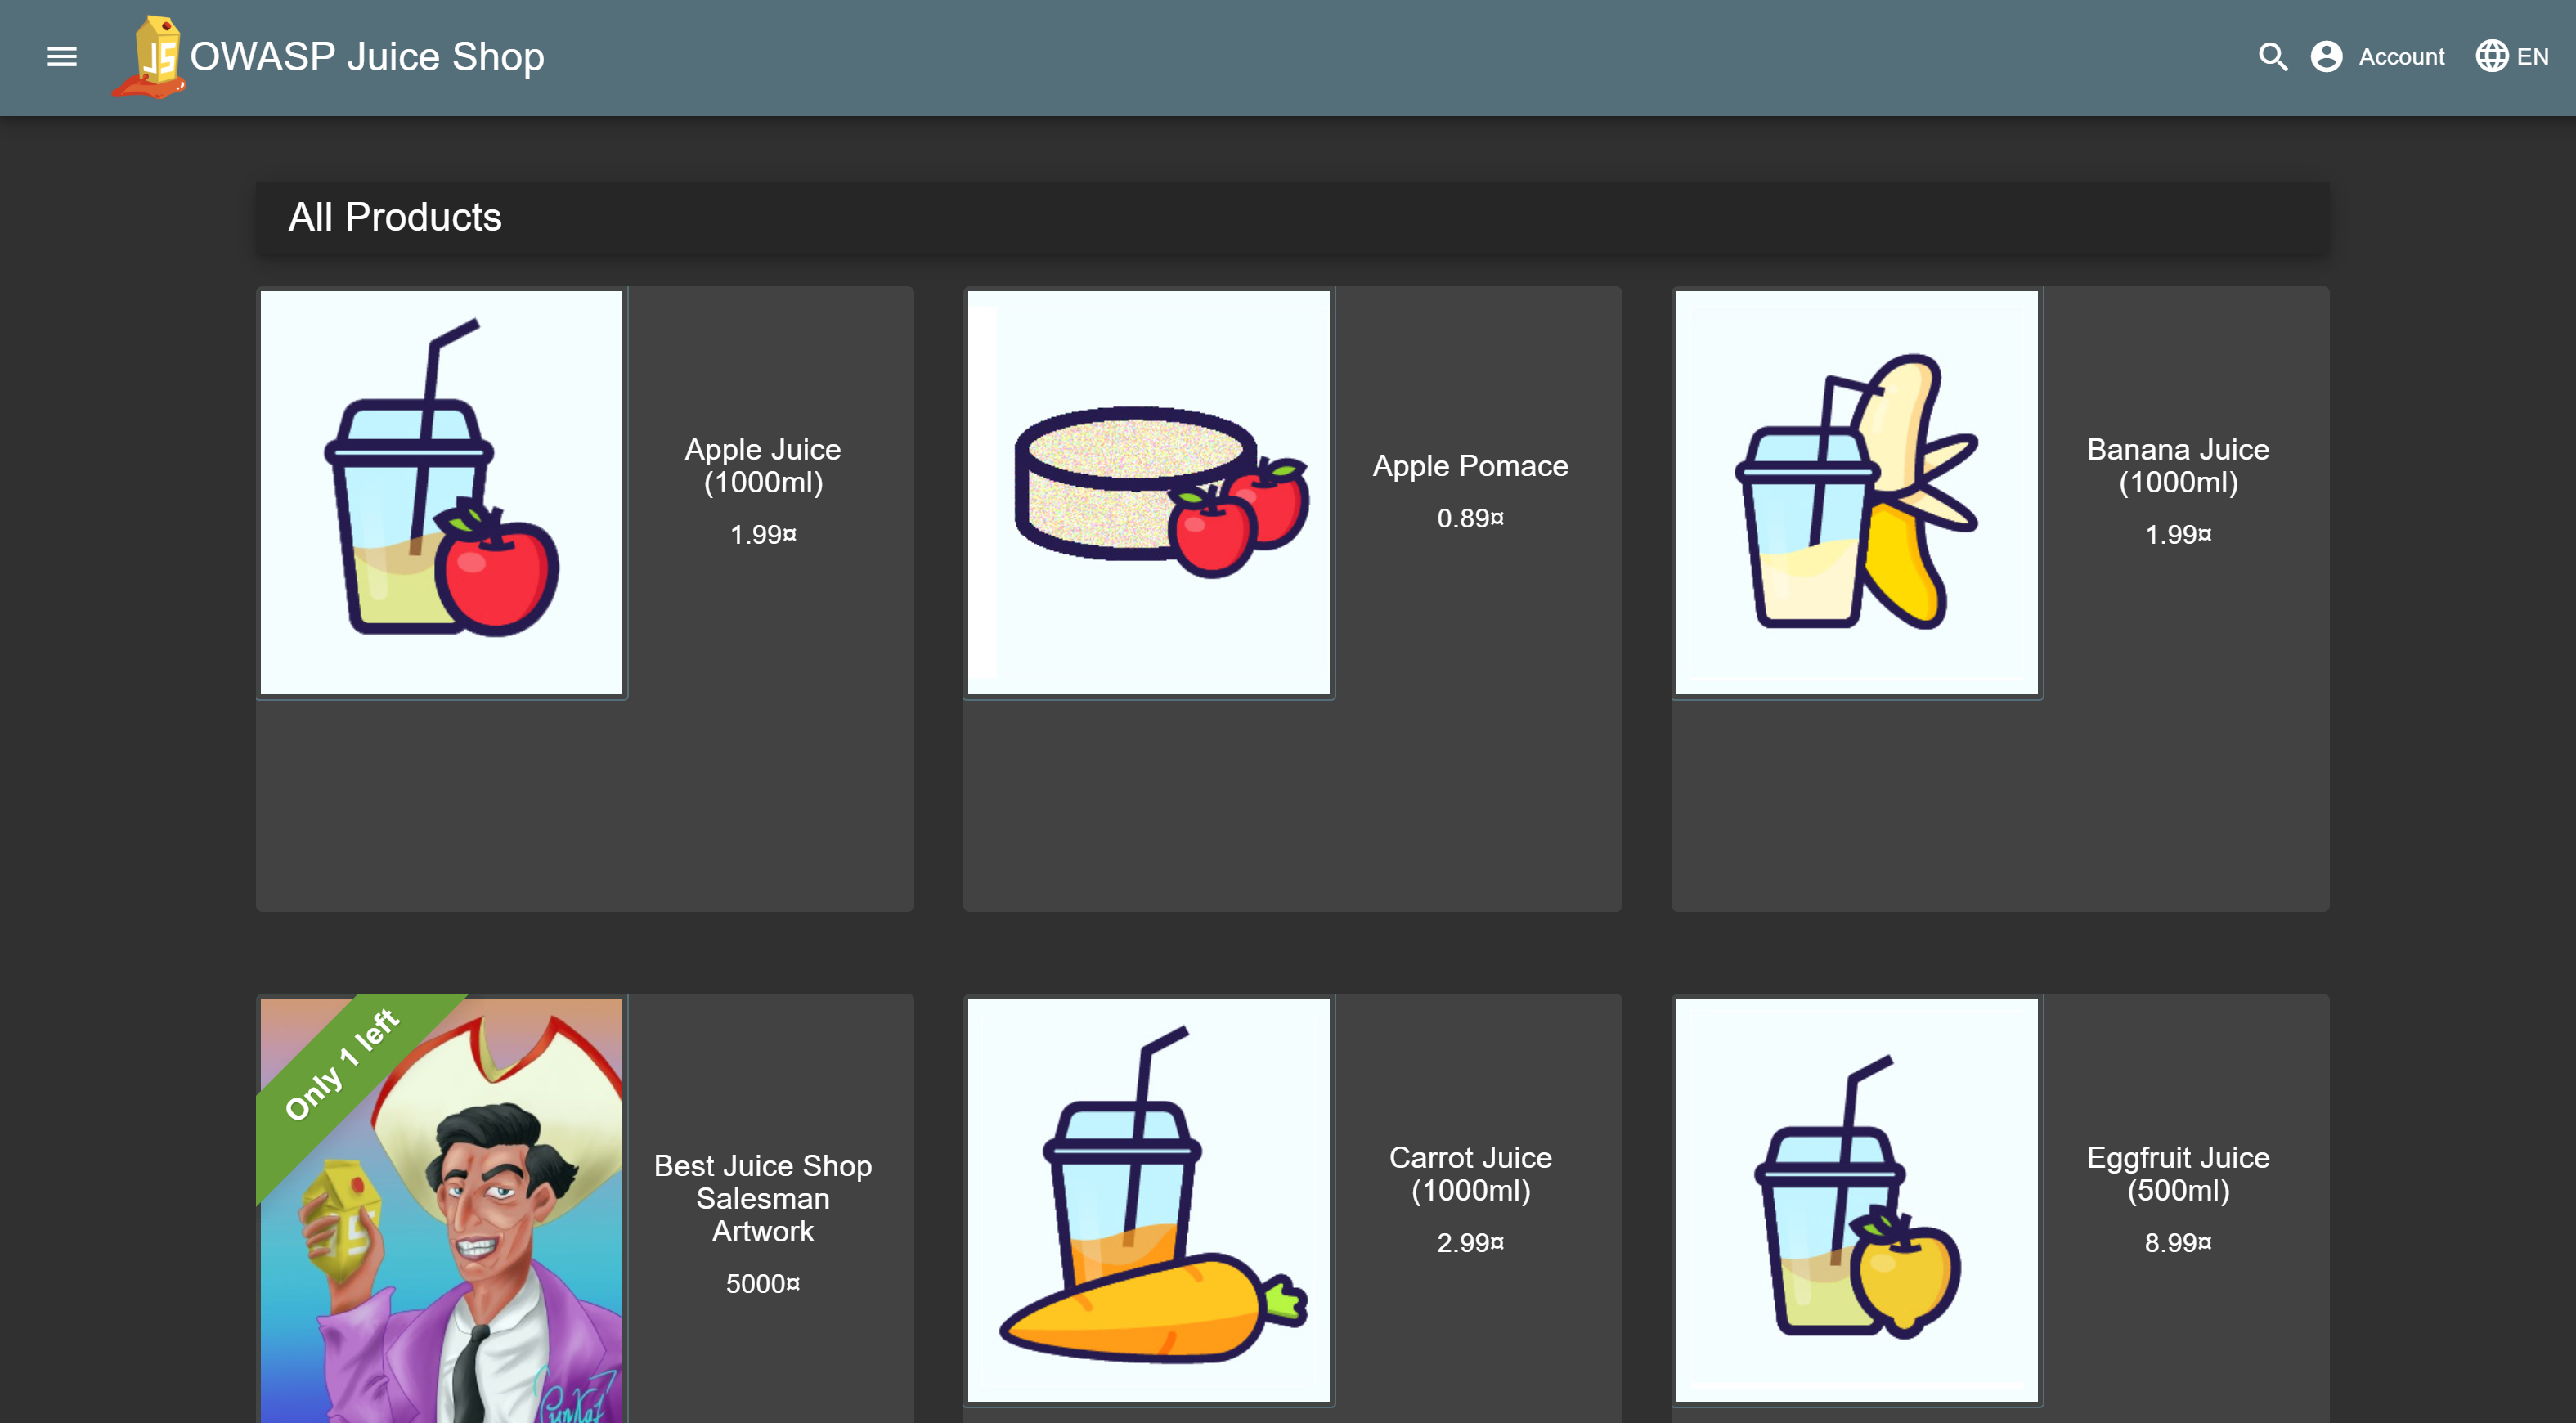 JS
OWASP Juice Shop
Account
EN
All Products
Apple Juice
(1000ml)
1.99¤
Apple Pomace
0.89¤
Banana Juice
(1000ml)
1.99¤
Only 1 left
Best Juice Shop
Salesman
Artwork
5000¤
Carrot Juice
(1000ml)
2.99¤
Eggfruit Juice
(500ml)
8.99¤